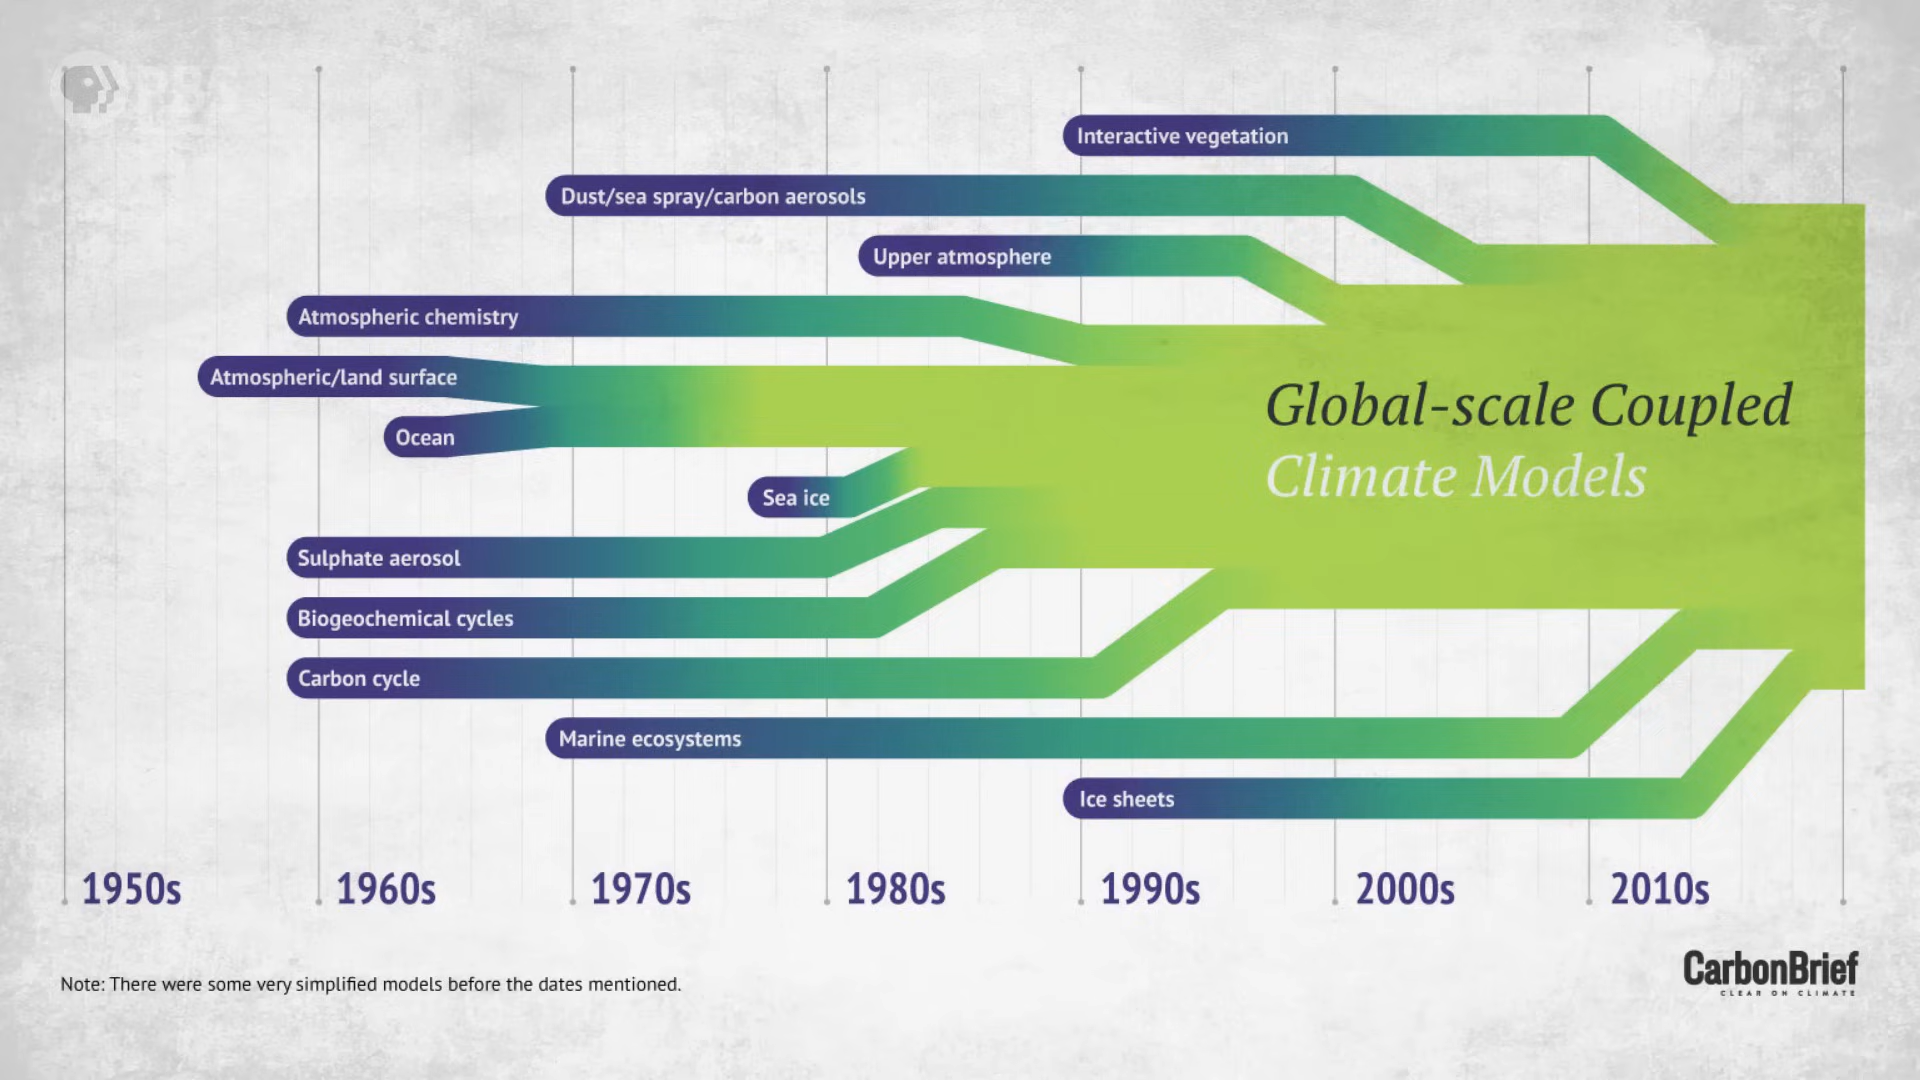 PBS
Interactive vegetation
Dust/sea spray/carbon aerosols
Upper atmosphere
Atmospheric chemistry
Atmospheric/land surface
Ocean
Global-scale Coupled
Climate Models
Sea ice
Sulphate aerosol
Biogeochemical cycles
Carbon cycle
Marine ecosystems
Ice sheets
1950s 1960s 1970s 1980s 1990s 2000s 2010s
CarbonBrief
CLEAR ON CLIMATE
Note: There were some very simplified models before the dates mentioned.